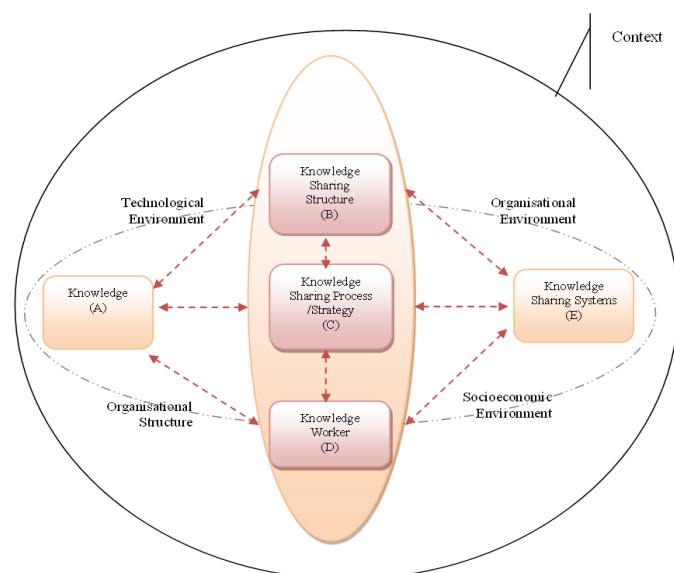 Context
Knowledge
Sharing
Structure
(B)
Technological
Environment
Organisational
Environment
Knowledge
(A)
Knowledge
Sharing Process
/Strategy
(C)
Knowledge
Sharing Systems
(E)
Organisational
Structure
Knowledge
Worker
(D)
Socioeconomic
Environment